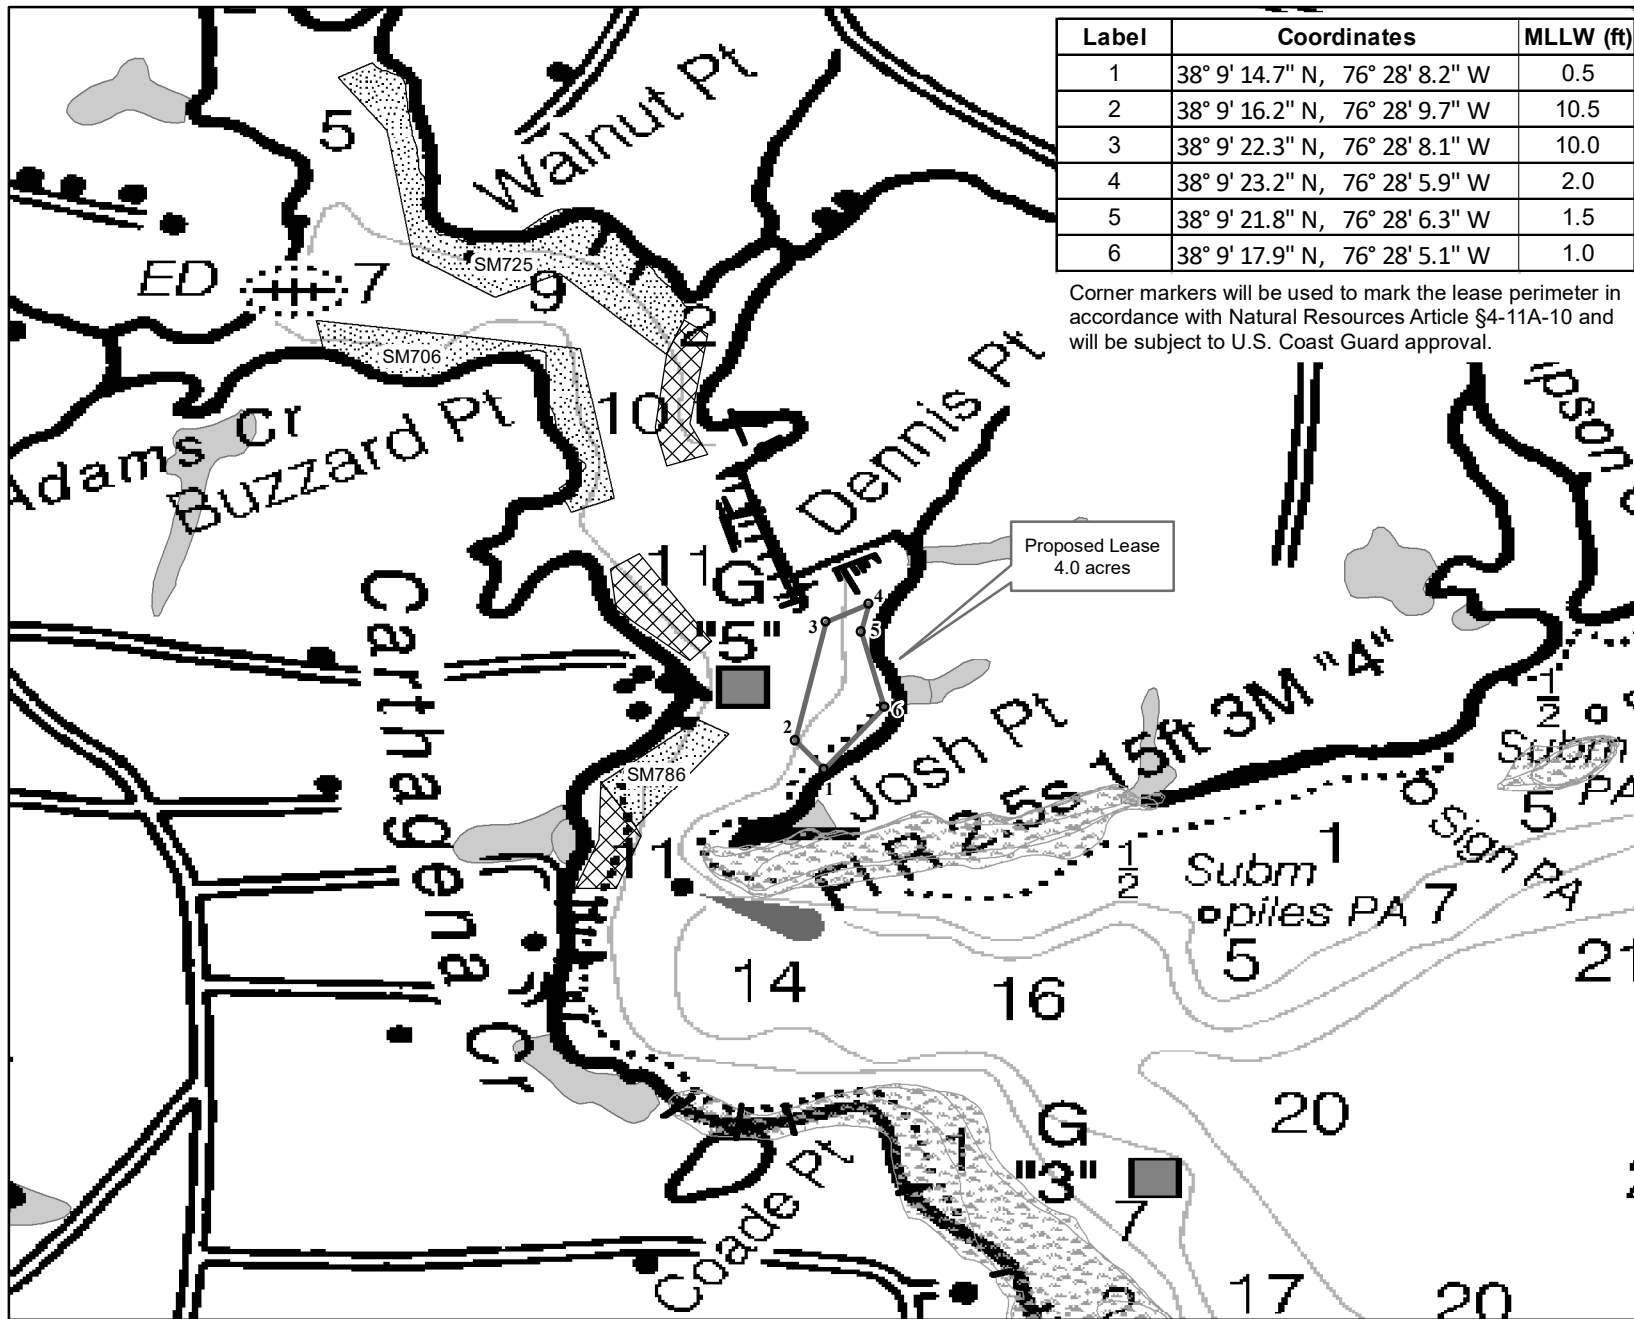 Label Coordinates MLLW (ft)
1 38° 9' 14.7" N, 76° 28' 8.2" W 0.5
2 38° 9' 16.2" N, 76° 28' 9.7" W 10.5
3 38° 9' 22.3" N, 76° 28' 8.1" W 10.0
4 38° 9' 23.2" N, 76° 28' 5.9" W 2.0
5 38° 9' 21.8" N, 76° 28' 6.3" W 1.5
6 38° 9' 17.9" N, 76° 28' 5.1" W 1.0
Corner markers will be used to mark the lease perimeter in
accordance with Natural Resources Article §4-11A-10 and
will be subject to U.S. Coast Guard approval.
5
Walnut Pt
SM725
ED
7
9
2
SM706
10
Adams Cr
Buzzard Pt
Dennis Pt
Proposed Lease
4.0 acres
11
G
"5"
4
3
5
2
6
1
Carthagena Cr
SM786
Josh Pt
Fl R 2.5s 15ft 3M "4"
11
1
2
Subm
PA
5
Sign PA
1
1
2
Subm
piles PA
7
5
21
14
16
20
G
"3"
7
1
Coade Pt
2
17
20